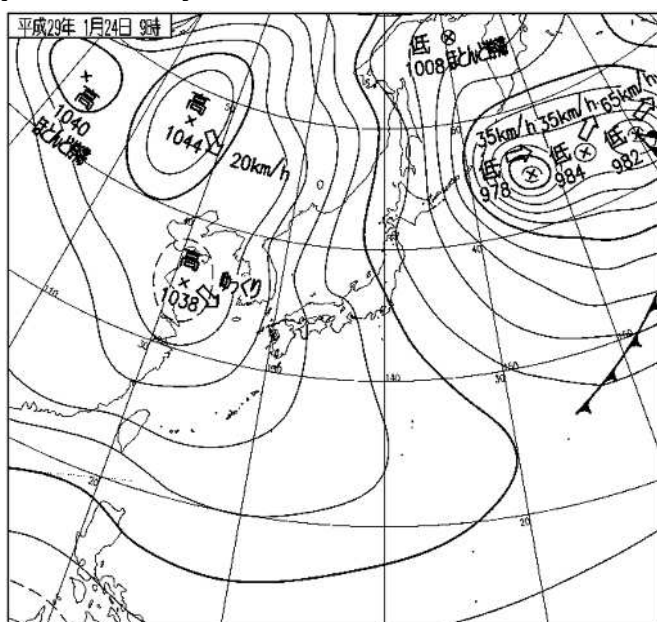 平成29年 1月24日 9時
高
1040
ほとんど停滞
高
1044
20km/h
低
1008
ほとんど停滞
35km/h
低
978
35km/h
低
984
65km/h
低
982
高
1038
ゆっくり
50
40
30
20
140
30
20